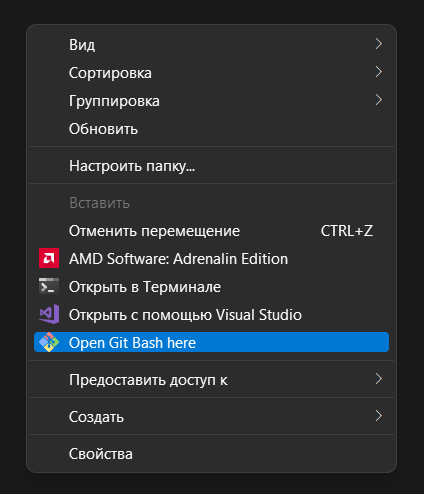 Вид
Сортировка
Группировка
Обновить
Настроить папку...
Вставить
Отменить перемещение CTRL+Z
AMD Software: Adrenalin Edition
Открыть в Терминале
Открыть с помощью Visual Studio
Open Git Bash here
Предоставить доступ к
Создать
Свойства